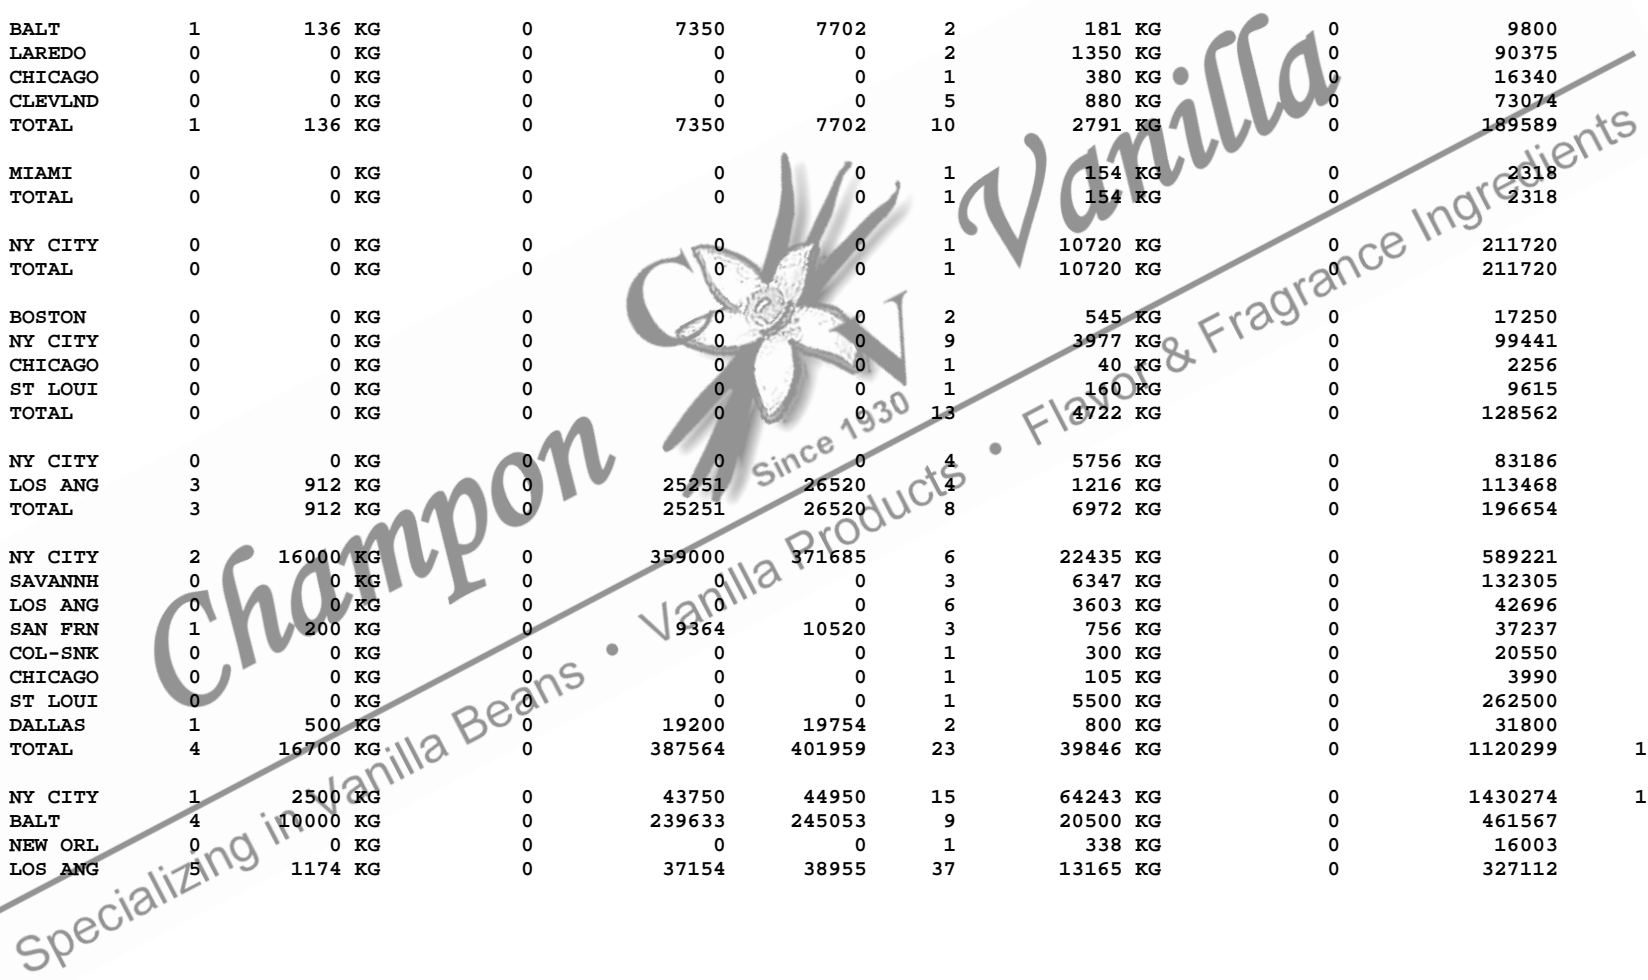 BALT 1 136 KG 0 7350 7702 2 181 KG 0 9800
LAREDO 0 0 KG 0 0 0 2 1350 KG 0 90375
CHICAGO 0 0 KG 0 0 0 1 380 KG 0 16340
CLEVLND 0 0 KG 0 0 0 5 880 KG 0 73074
TOTAL 1 136 KG 0 7350 7702 10 2791 KG 0 189589
MIAMI 0 0 KG 0 0 0 1 154 KG 0 2318
TOTAL 0 0 KG 0 0 0 1 154 KG 0 2318
NY CITY 0 0 KG 0 0 0 1 10720 KG 0 211720
TOTAL 0 0 KG 0 0 0 1 10720 KG 0 211720
BOSTON 0 0 KG 0 0 0 2 545 KG 0 17250
NY CITY 0 0 KG 0 0 0 9 3977 KG 0 99441
CHICAGO 0 0 KG 0 0 0 1 40 KG 0 2256
ST LOUI 0 0 KG 0 0 0 1 160 KG 0 9615
TOTAL 0 0 KG 0 0 0 13 4722 KG 0 128562
NY CITY 0 0 KG 0 0 0 4 5756 KG 0 83186
LOS ANG 3 912 KG 0 25251 26520 4 1216 KG 0 113468
TOTAL 3 912 KG 0 25251 26520 8 6972 KG 0 196654
NY CITY 2 16000 KG 0 359000 371685 6 22435 KG 0 589221
SAVANNH 0 0 KG 0 0 0 3 6347 KG 0 132305
LOS ANG 0 0 KG 0 0 0 6 3603 KG 0 42696
SAN FRN 1 200 KG 0 9364 10520 3 756 KG 0 37237
COL-SNK 0 0 KG 0 0 0 1 300 KG 0 20550
CHICAGO 0 0 KG 0 0 0 1 105 KG 0 3990
ST LOUI 0 0 KG 0 0 0 1 5500 KG 0 262500
DALLAS 1 500 KG 0 19200 19754 2 800 KG 0 31800
TOTAL 4 16700 KG 0 387564 401959 23 39846 KG 0 1120299 1
NY CITY 1 2500 KG 0 43750 44950 15 64243 KG 0 1430274 1
BALT 4 10000 KG 0 239633 245053 9 20500 KG 0 461567
NEW ORL 0 0 KG 0 0 0 1 338 KG 0 16003
LOS ANG 5 1174 KG 0 37154 38955 37 13165 KG 0 327112
Champon CV Vanilla
Since 1930
Specializing in Vanilla Beans • Vanilla Products • Flavor & Fragrance Ingredients